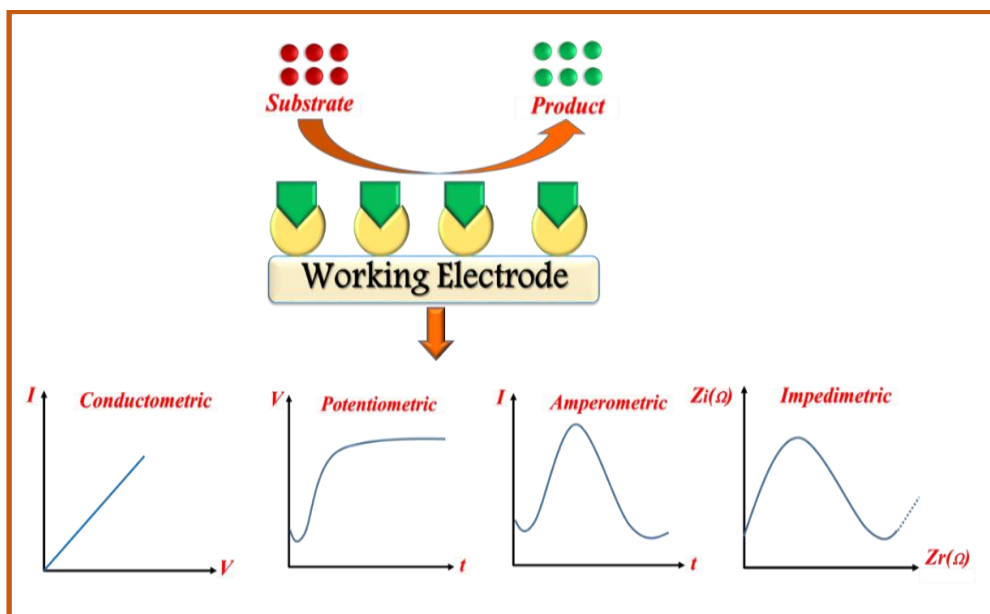 Substrate
Product
Working Electrode
I
Conductometric
V
V
Potentiometric
t
I
Amperometric
t
Zi(Ω)
Impedimetric
Zr(Ω)